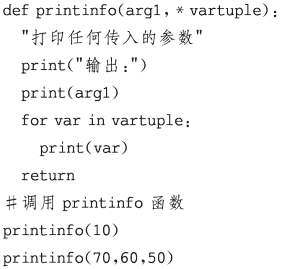 def printinfo(arg1, * vartuple):
"打印任何传入的参数"
print("输出:")
print(arg1)
for var in vartuple:
print(var)
return
#调用 printinfo 函数
printinfo(10)
printinfo(70,60,50)